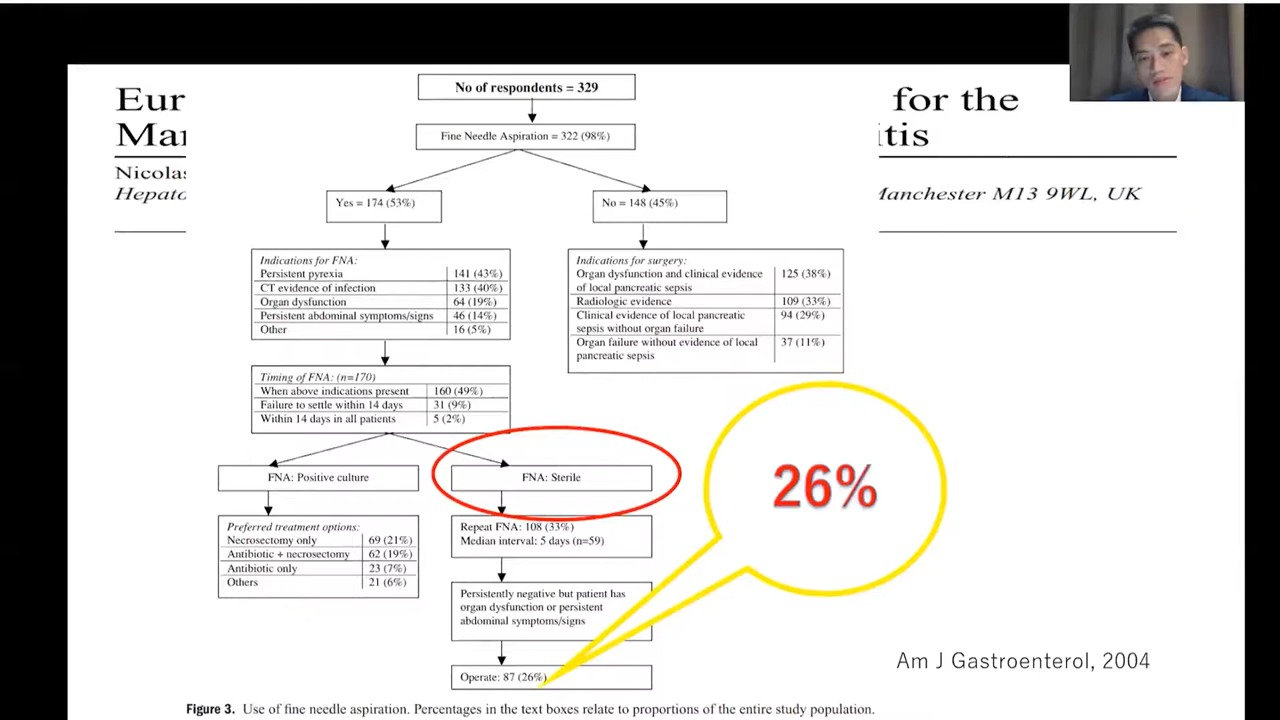 No of respondents = 329
Eur
for the
Fine Needle Aspiration = 322 (98%)
Mar
itis
Nicolas
Yes = 174 (53%)
No = 148 (45%)
Hepato
Manchester M13 9WL, UK
Indications for FNA:
Persistent pyrexia 141 (43%)
CT evidence of infection 133 (40%)
Organ dysfunction 64 (19%)
Persistent abdominal symptoms/signs 46 (14%)
Other 16 (5%)
Indications for surgery:
Organ dysfunction and clinical evidence 125 (38%)
of local pancreatic sepsis
Radiologic evidence 109 (33%)
Clinical evidence of local pancreatic 94 (29%)
sepsis without organ failure
Organ failure without evidence of local 37 (11%)
pancreatic sepsis
Timing of FNA: (n=170)
When above indications present 160 (49%)
Failure to settle within 14 days 31 (9%)
Within 14 days in all patients 5 (2%)
FNA: Positive culture
FNA: Sterile
26%
Preferred treatment options:
Necrosectomy only 69 (21%)
Antibiotic + necrosectomy 62 (19%)
Antibiotic only 23 (7%)
Others 21 (6%)
Repeat FNA: 108 (33%)
Median interval: 5 days (n=59)
Persistently negative but patient has
organ dysfunction or persistent
abdominal symptoms/signs
Operate: 87 (26%)
Am J Gastroenterol, 2004
Figure 3. Use of fine needle aspiration. Percentages in the text boxes relate to proportions of the entire study population.